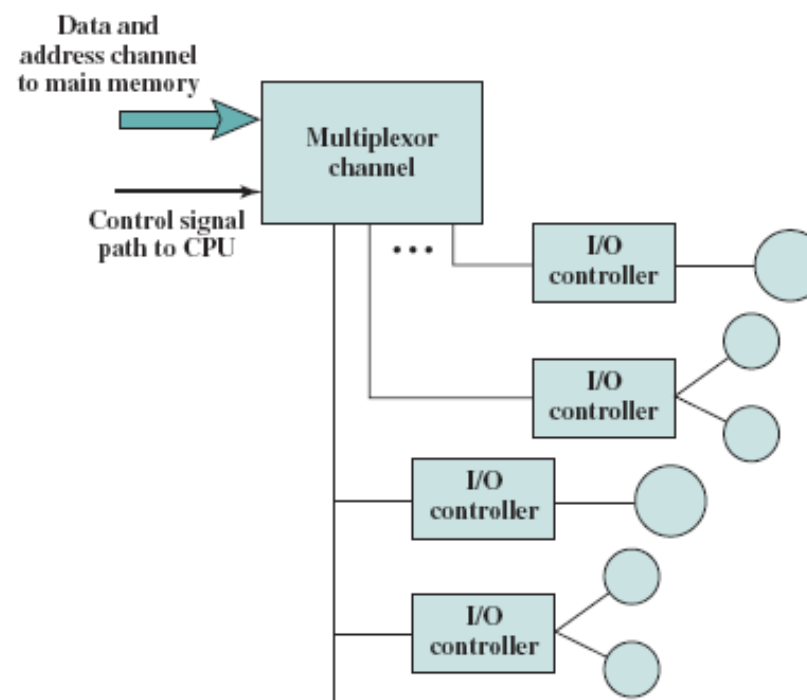 Data and
address channel
to main memory
Multiplexor
channel
Control signal
path to CPU
...
I/O
controller
I/O
controller
I/O
controller
I/O
controller